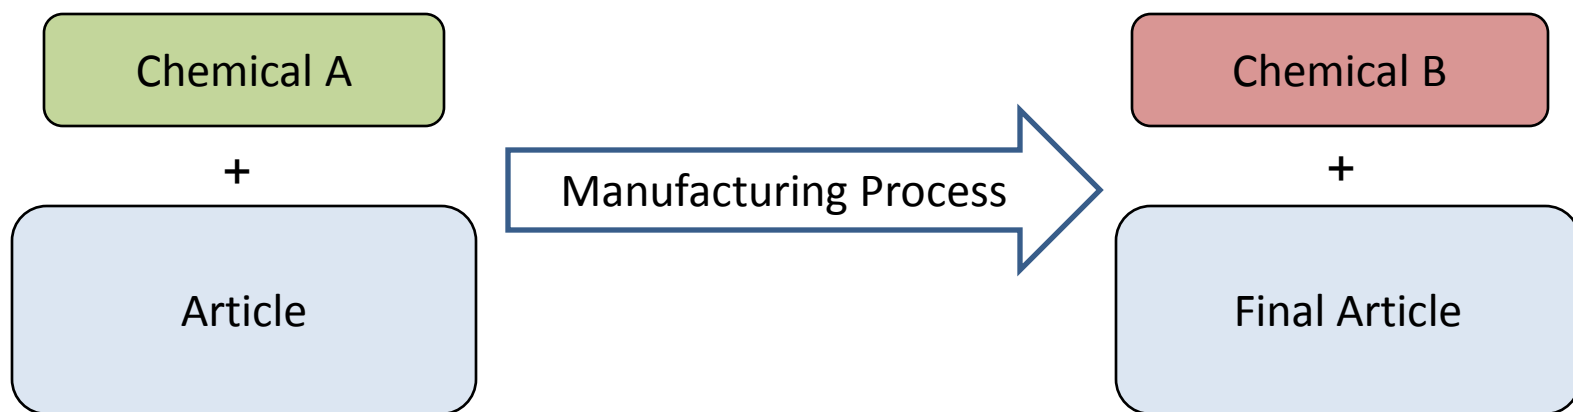 Chemical A
+
Article
Manufacturing Process
Chemical B
+
Final Article